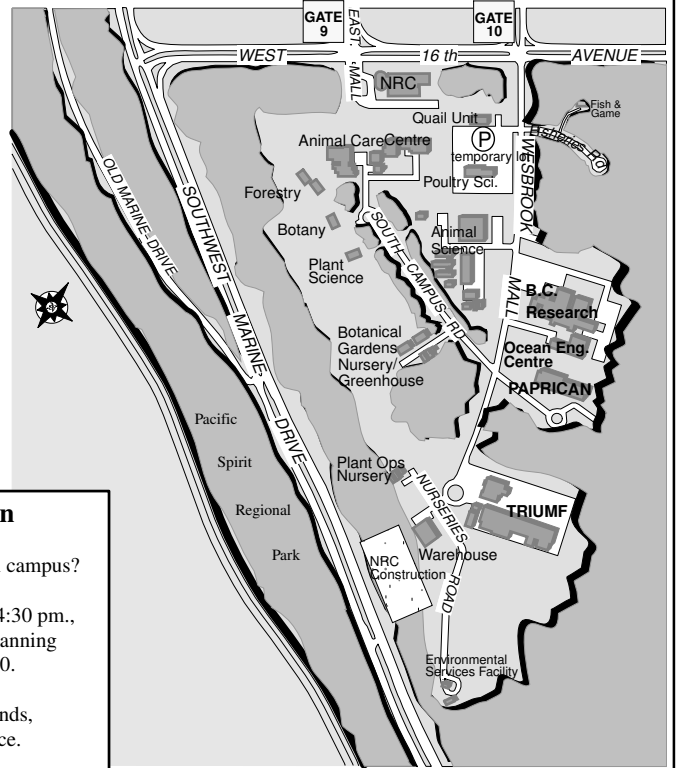 GATE
9
EAST
MALL
GATE
10
WEST
16 th
AVENUE
NRC
Quail Unit
Fish &
Game
P
Fisheries Rd
Animal Care Centre
temporary lot
WESBROOK
Poultry Sci.
Forestry
OLD MARINE DRIVE
SOUTHWEST
Botany
SOUTH CAMPUS RD
Animal
Science
Plant
Science
MALL
B.C.
Research
MARINE
Botanical
Gardens
Nursery/
Greenhouse
Ocean Eng.
Centre
PAPRICAN
Pacific
DRIVE
Spirit
Plant Ops
Nursery
NURSERIES
Regional
TRIUMF
Park
Warehouse
NRC
Construction
ROAD
Environmental
Services Facility
n
campus?
4:30 pm.,
anning
0.
nds,
ce.